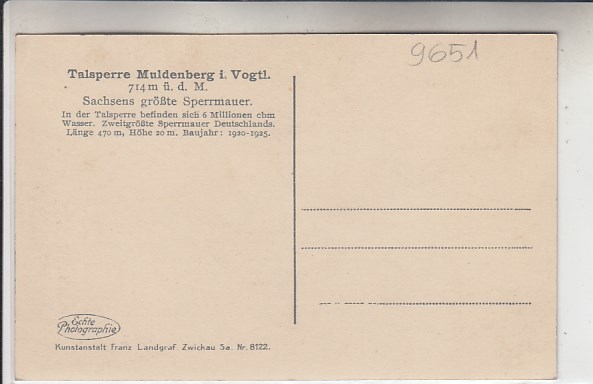 9651
Talsperre Muldenberg i. Vogtl.
714 m ü. d. M.
Sachsens größte Sperrmauer.
In der Talsperre befinden sich 6 Millionen cbm
Wasser. Zweitgrößte Sperrmauer Deutschlands.
Länge 470 m, Höhe 20 m. Baujahr: 1920-1925.
Echte
Photographie
Kunstanstalt Franz Landgraf. Zwickau Sa. Nr. 8122.